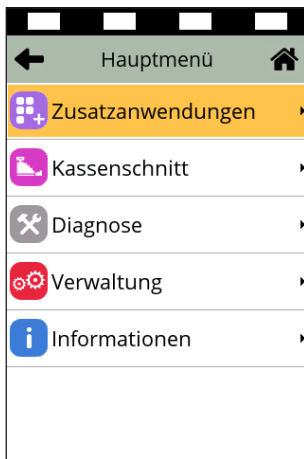 Hauptmenü
Zusatzanwendungen
Kassenschnitt
Diagnose
Verwaltung
Informationen